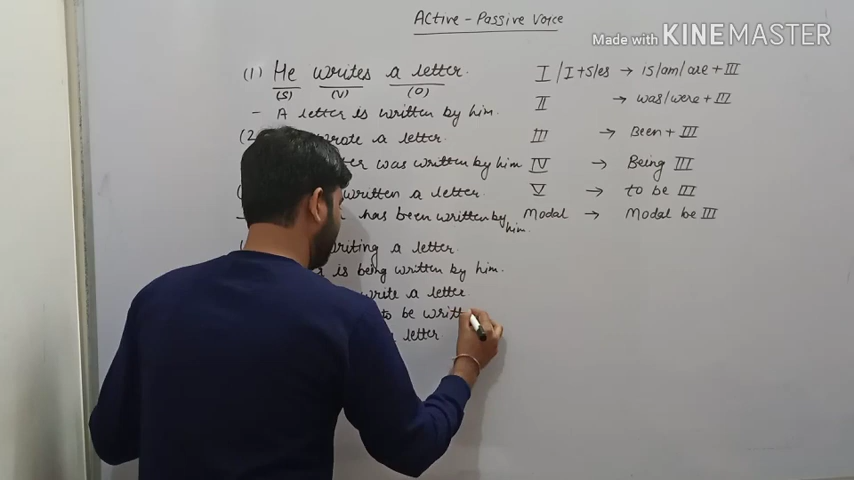 Active - Passive Voice
Made with KINEMASTER
(1) He writes a letter. I / I+s/es → is/am/are + III
(S) (V) (O)
- A letter is written by him. II → was/were + III
(2 wrote a letter. III → Been + III
was written by him IV → Being III
written a letter. V → to be III
has been written by him. Modal → Modal be III
writing a letter.
is being written by him.
write a letter
to be writt
letter